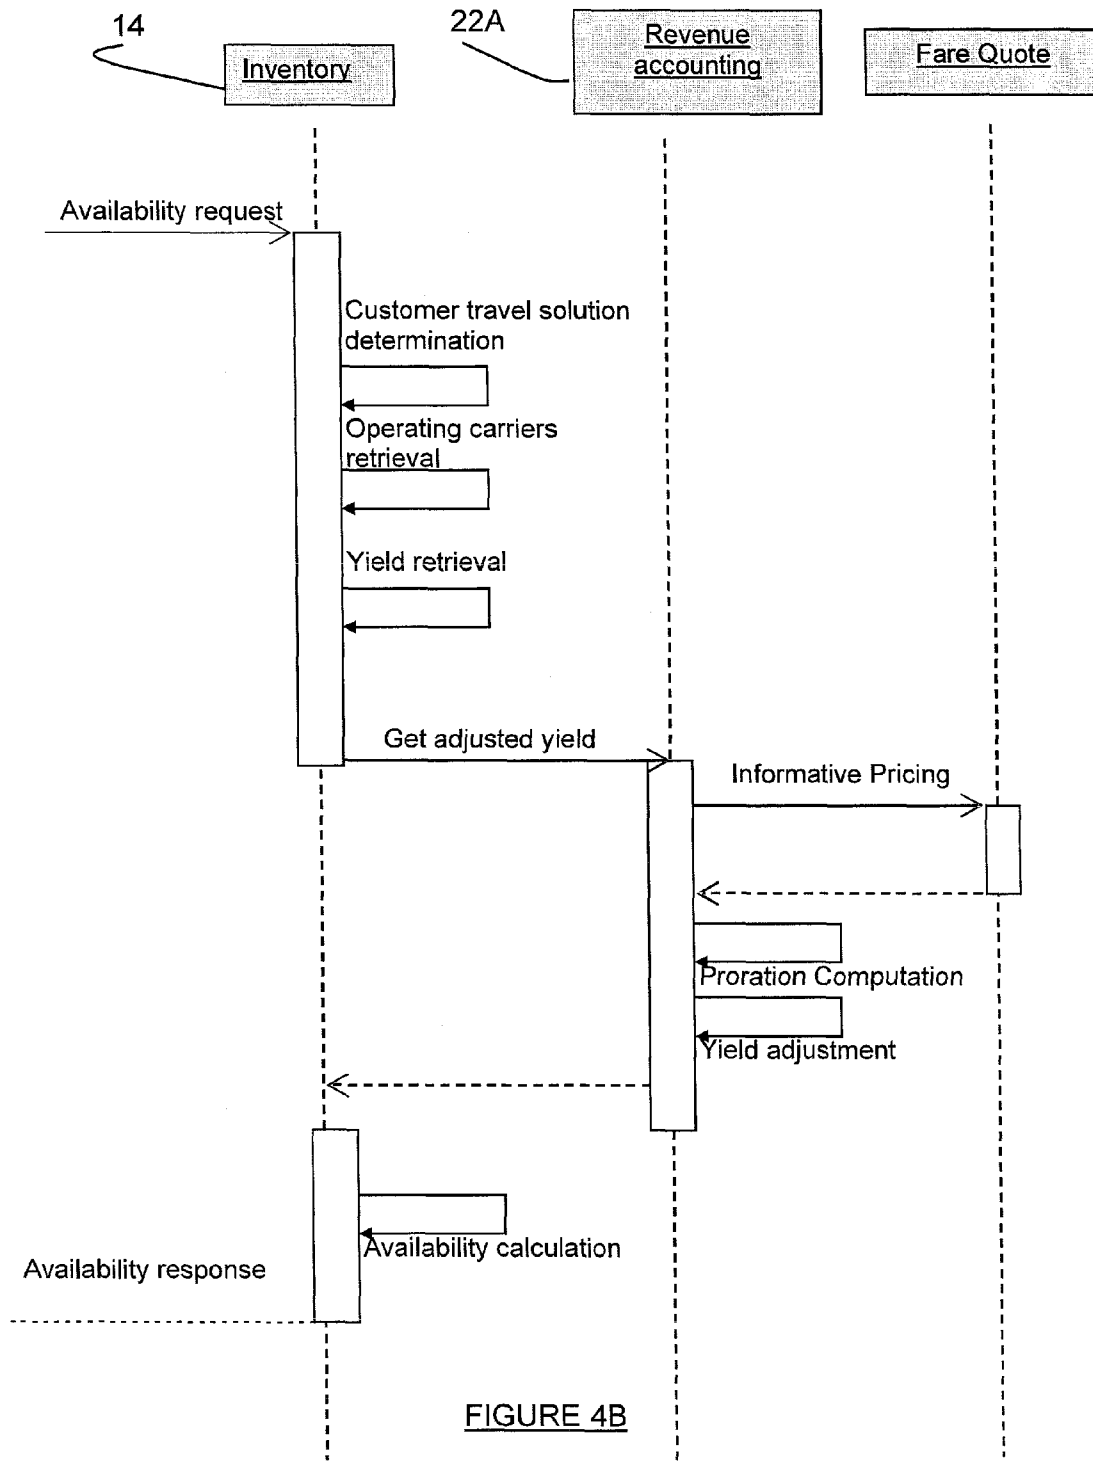 14
22A
Inventory
Revenue
accounting
Fare Quote
Availability request
Customer travel solution
determination
Operating carriers
retrieval
Yield retrieval
Get adjusted yield
Informative Pricing
Proration Computation
Yield adjustment
Availability calculation
Availability response
FIGURE 4B